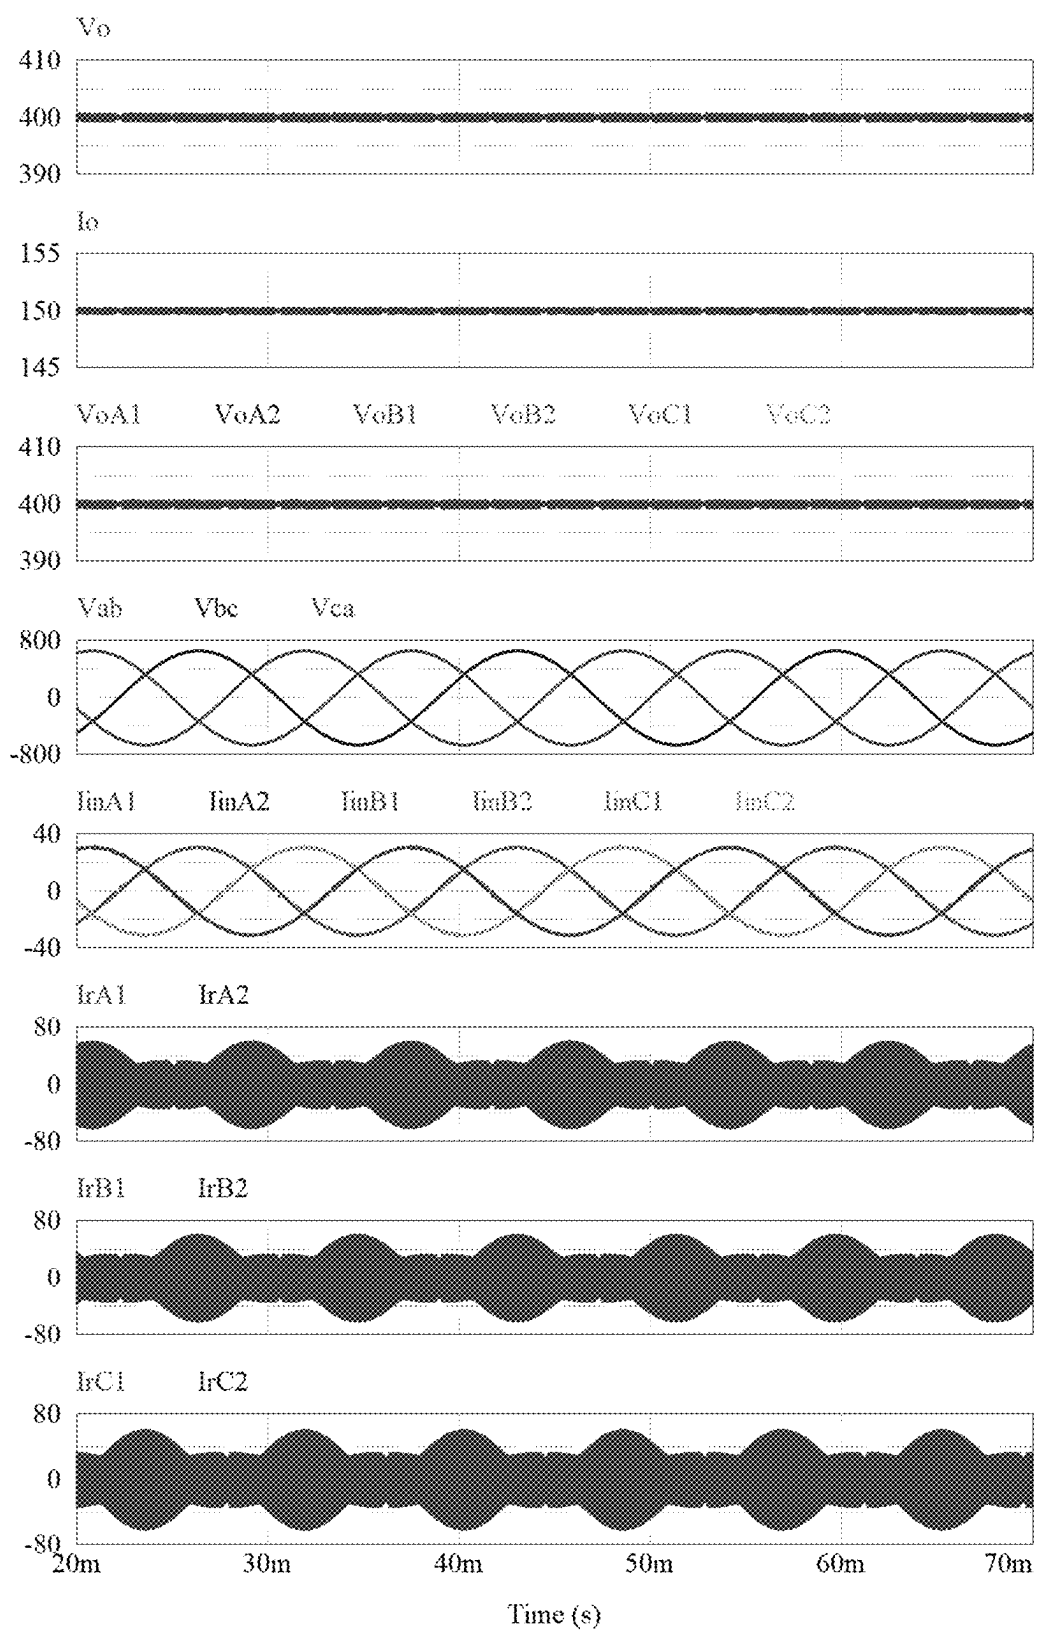 Vo
410
400
390
Io
155
150
145
VoA1 VoA2 VoB1 VoB2 VoC1 VoC2
410
400
390
Vab Vbc Vca
800
0
-800
IinA1 IinA2 IinB1 IinB2 IinC1 IinC2
40
0
-40
IrA1 IrA2
80
0
-80
IrB1 IrB2
80
0
-80
IrC1 IrC2
80
0
-80
20m 30m 40m 50m 60m 70m
Time (s)